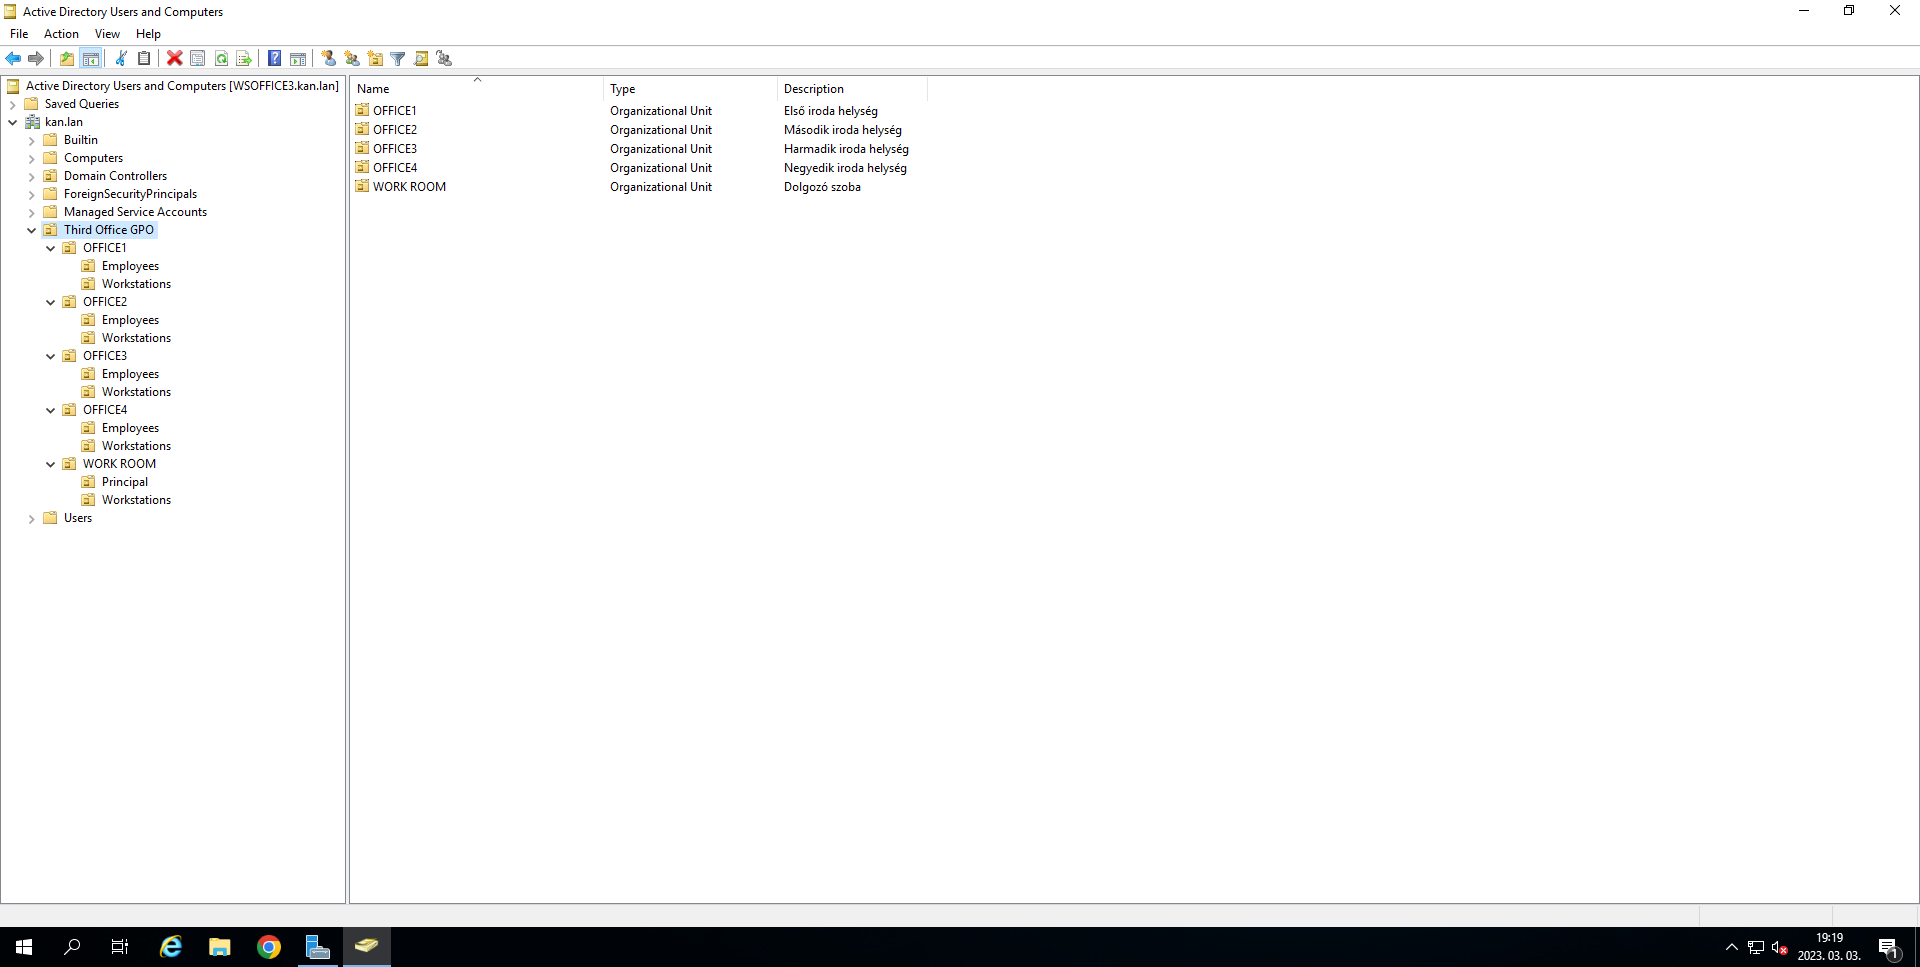 Active Directory Users and Computers
File Action View Help
Active Directory Users and Computers [WSOFFICE3.kan.lan]
Saved Queries
kan.lan
Builtin
Computers
Domain Controllers
ForeignSecurityPrincipals
Managed Service Accounts
Third Office GPO
OFFICE1
Employees
Workstations
OFFICE2
Employees
Workstations
OFFICE3
Employees
Workstations
OFFICE4
Employees
Workstations
WORK ROOM
Principal
Workstations
Users
Name Type Description
OFFICE1 Organizational Unit Első iroda helység
OFFICE2 Organizational Unit Második iroda helység
OFFICE3 Organizational Unit Harmadik iroda helység
OFFICE4 Organizational Unit Negyedik iroda helység
WORK ROOM Organizational Unit Dolgozó szoba
19:19
2023. 03. 03.
1